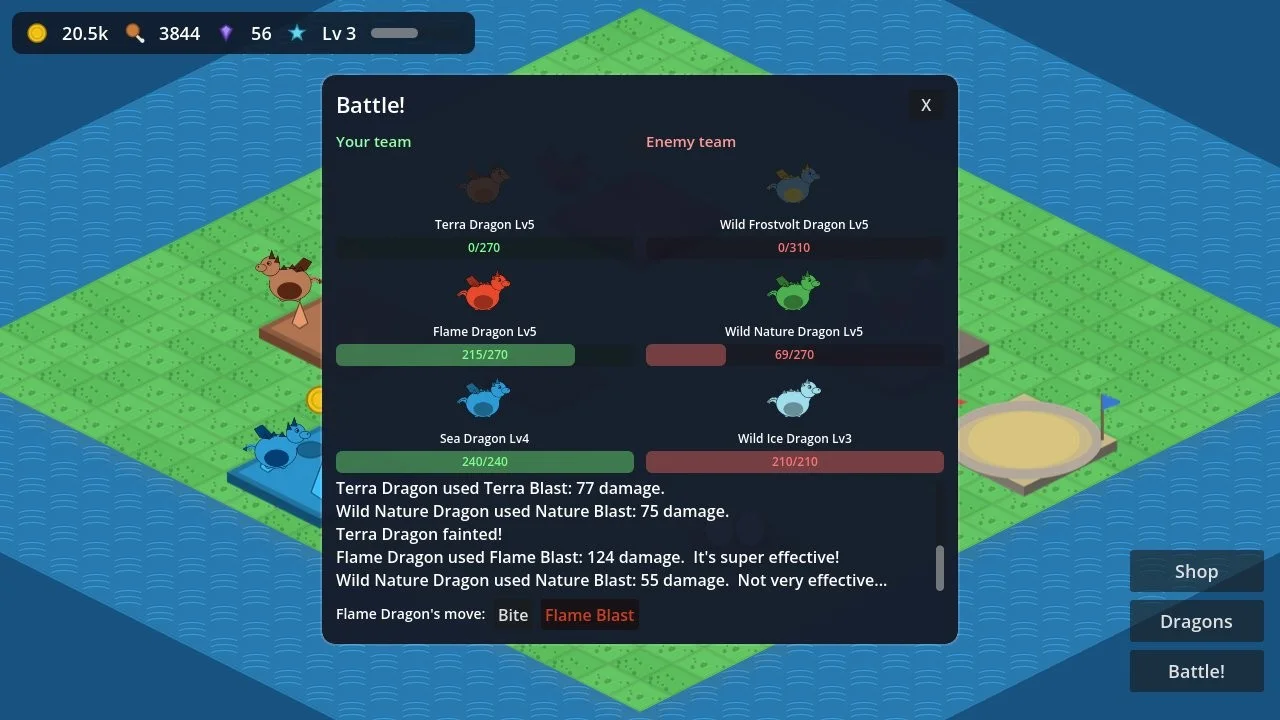 20.5k 3844 56 Lv 3
Battle!
X
Your team
Enemy team
Terra Dragon Lv5
0/270
Wild Frostvolt Dragon Lv5
0/310
Flame Dragon Lv5
215/270
Wild Nature Dragon Lv5
69/270
Sea Dragon Lv4
240/240
Wild Ice Dragon Lv3
210/210
Terra Dragon used Terra Blast: 77 damage.
Wild Nature Dragon used Nature Blast: 75 damage.
Terra Dragon fainted!
Flame Dragon used Flame Blast: 124 damage.  It's super effective!
Wild Nature Dragon used Nature Blast: 55 damage.  Not very effective...
Flame Dragon's move: Bite Flame Blast
Shop
Dragons
Battle!